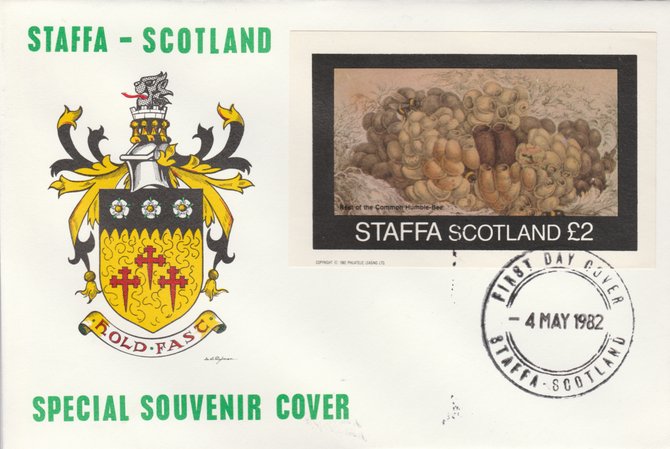 STAFFA - SCOTLAND
Nest of the Common Humble-Bee.
STAFFA SCOTLAND £2
COPYRIGHT © 1982 PHILATELIC LEASING LTD.
FIRST DAY COVER
- 4 MAY 1982
STAFFA - SCOTLAND
· HOLD · FAST ·
SPECIAL SOUVENIR COVER